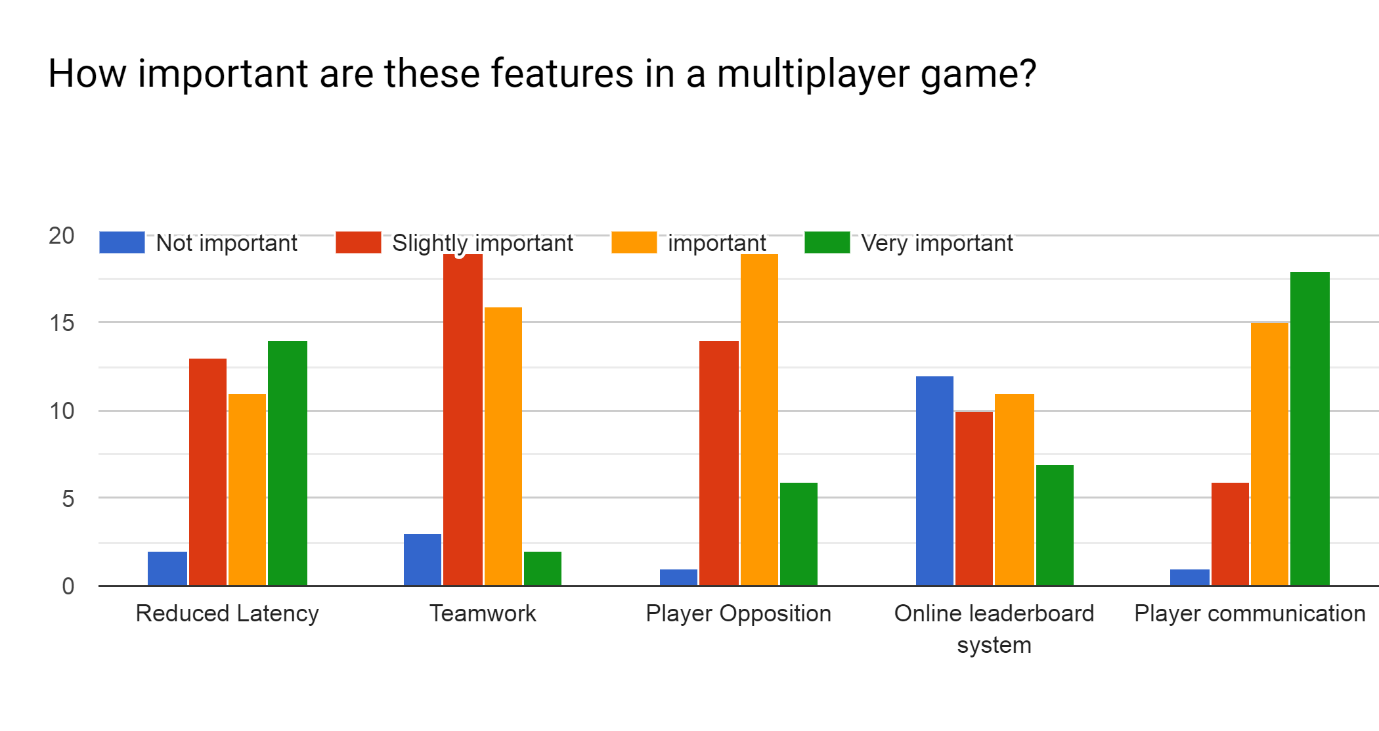 How important are these features in a multiplayer game?
20
Not important
Slightly important
important
Very important
15
10
5
0
Reduced Latency
Teamwork
Player Opposition
Online leaderboard
system
Player communication